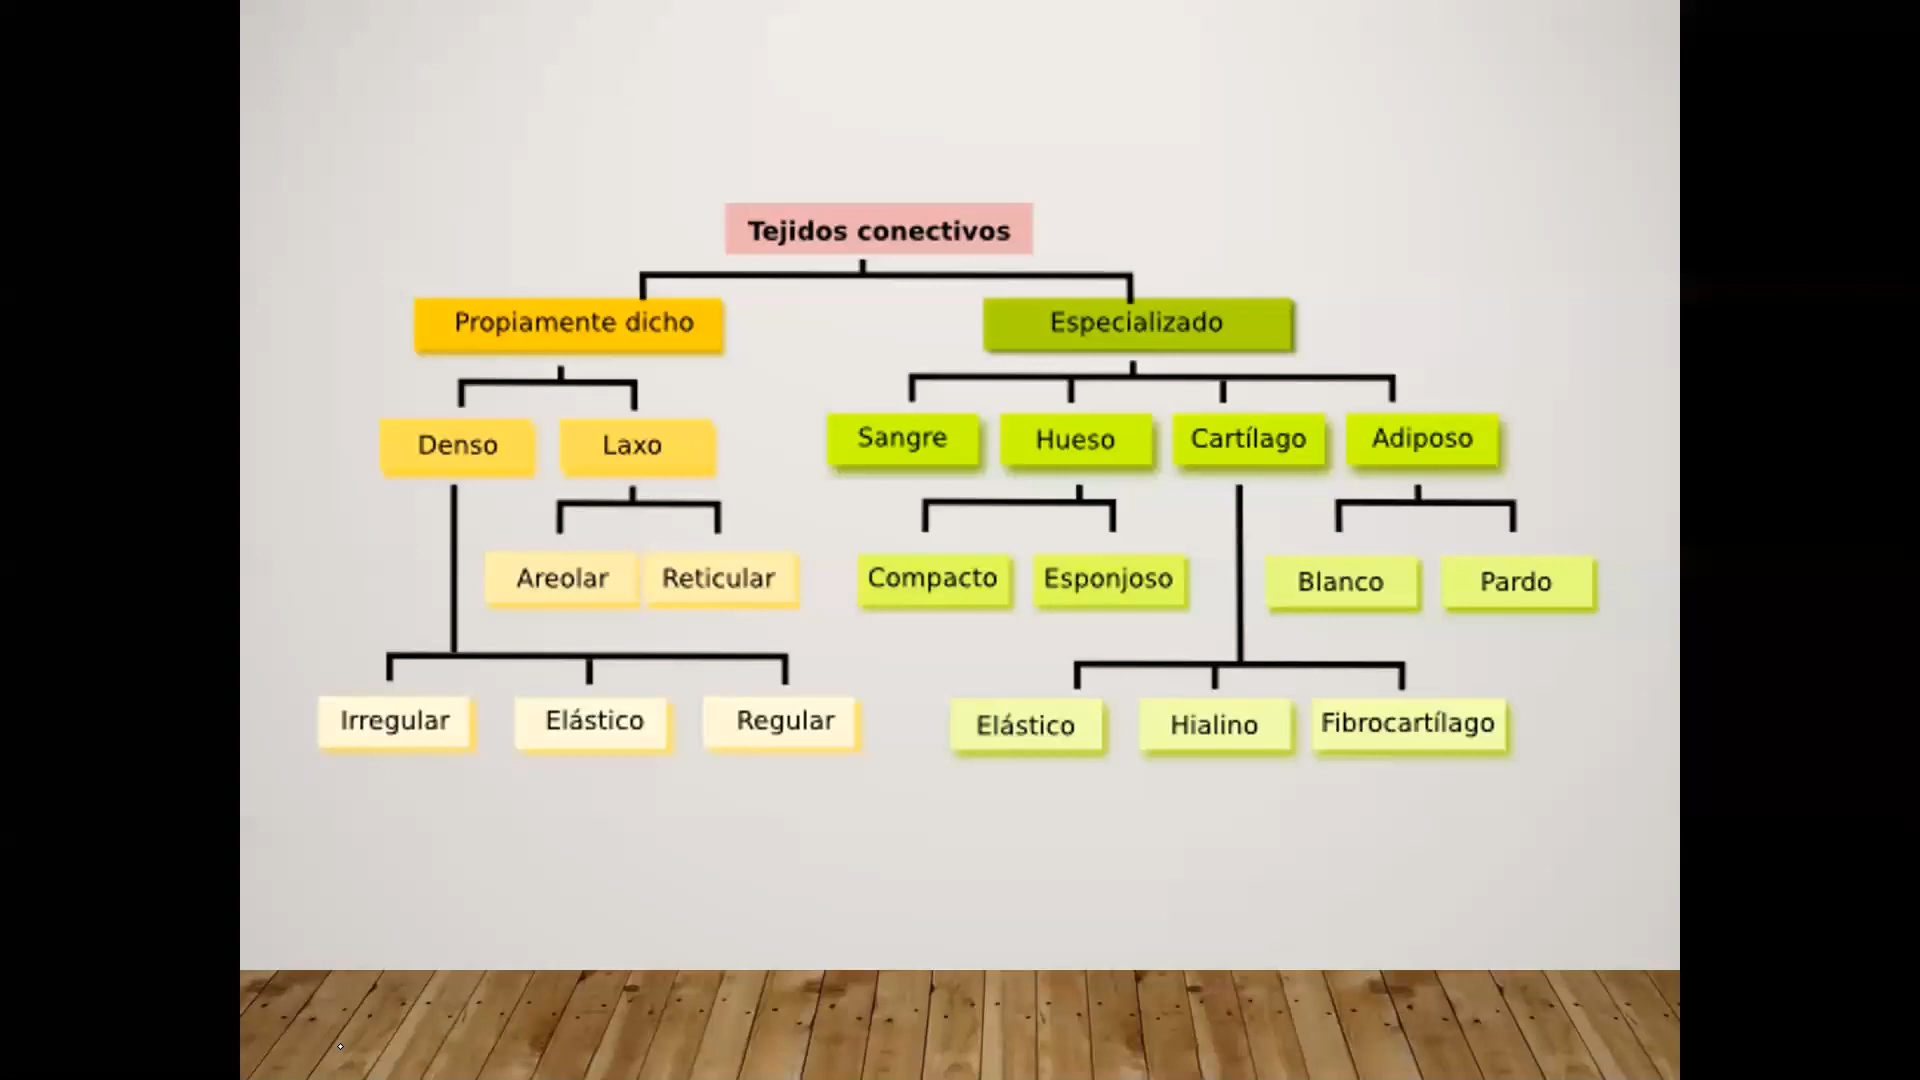 Tejidos conectivos
Propiamente dicho
Especializado
Denso
Laxo
Sangre
Hueso
Cartílago
Adiposo
Areolar
Reticular
Compacto
Esponjoso
Blanco
Pardo
Irregular
Elástico
Regular
Elástico
Hialino
Fibrocartílago